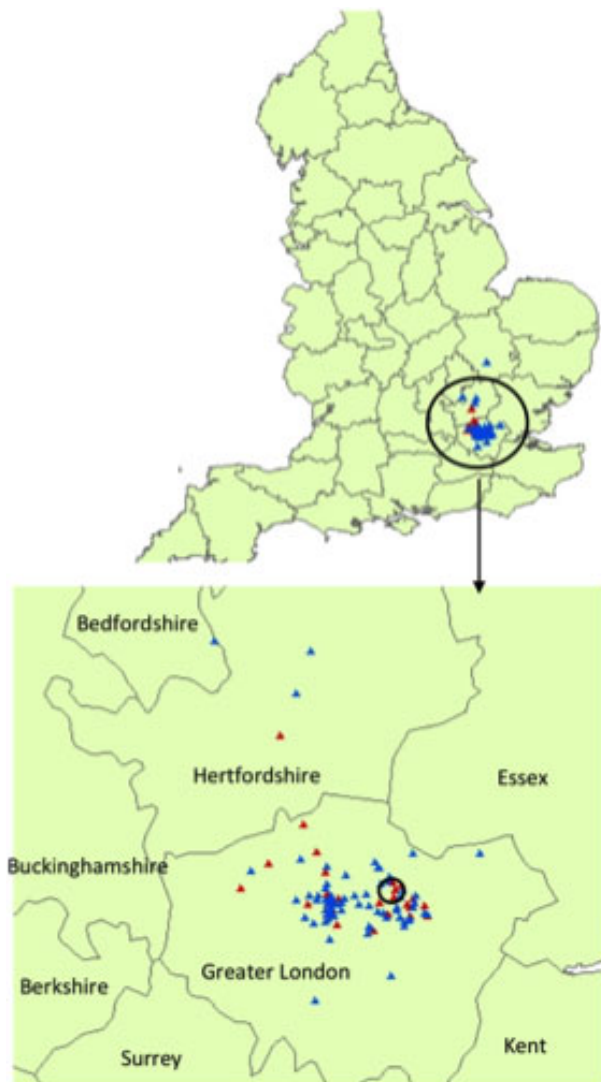 Bedfordshire
Hertfordshire
Essex
Buckinghamshire
Greater London
Berkshire
Kent
Surrey